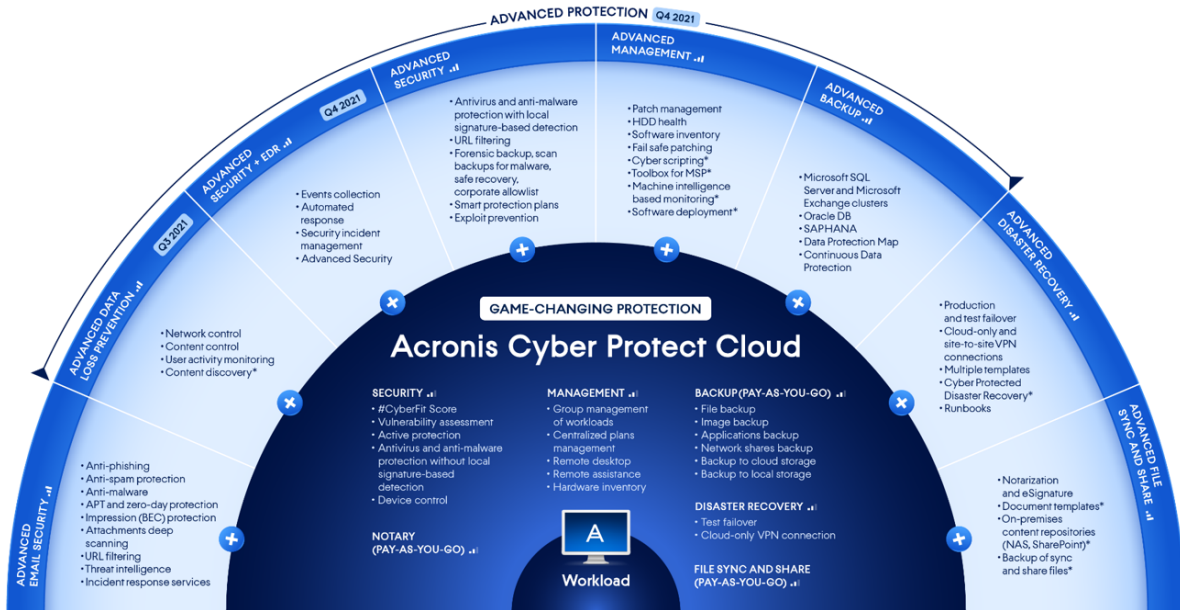 ADVANCED PROTECTION Q4 2021
ADVANCED
EMAIL SECURITY
• Anti-phishing
• Anti-spam protection
• Anti-malware
• APT and zero-day protection
• Impression (BEC) protection
• Attachments deep
scanning
• URL filtering
• Threat intelligence
• Incident response services
ADVANCED DATA
LOSS PREVENTION
Q3 2021
• Network control
• Content control
• User activity monitoring
• Content discovery*
ADVANCED
SECURITY + EDR
Q4 2021
• Events collection
• Automated
response
• Security incident
management
• Advanced Security
ADVANCED
SECURITY
• Antivirus and anti-malware
protection with local
signature-based detection
• URL filtering
• Forensic backup, scan
backups for malware,
safe recovery,
corporate allowlist
• Smart protection plans
• Exploit prevention
ADVANCED
MANAGEMENT
• Patch management
• HDD health
• Software inventory
• Fail safe patching
• Cyber scripting*
• Toolbox for MSP*
• Machine intelligence
based monitoring*
• Software deployment*
ADVANCED
BACKUP
• Microsoft SQL
Server and Microsoft
Exchange clusters
• Oracle DB
• SAPHANA
• Data Protection Map
• Continuous Data
Protection
ADVANCED
DISASTER RECOVERY
• Production
and test failover
• Cloud-only and
site-to-site VPN
connections
• Multiple templates
• Cyber Protected
Disaster Recovery*
• Runbooks
ADVANCED FILE
SYNC AND SHARE
• Notarization
and eSignature
• Document templates*
• On-premises
content repositories
(NAS, SharePoint)*
• Backup of sync
and share files*
GAME-CHANGING PROTECTION
Acronis Cyber Protect Cloud
SECURITY
• #CyberFit Score
• Vulnerability assessment
• Active protection
• Antivirus and anti-malware
protection without local
signature-based
detection
• Device control
NOTARY
(PAY-AS-YOU-GO)
MANAGEMENT
• Group management
of workloads
• Centralized plans
management
• Remote desktop
• Remote assistance
• Hardware inventory
BACKUP(PAY-AS-YOU-GO)
• File backup
• Image backup
• Applications backup
• Network shares backup
• Backup to cloud storage
• Backup to local storage
DISASTER RECOVERY
• Test failover
• Cloud-only VPN connection
FILE SYNC AND SHARE
(PAY-AS-YOU-GO)
A
Workload